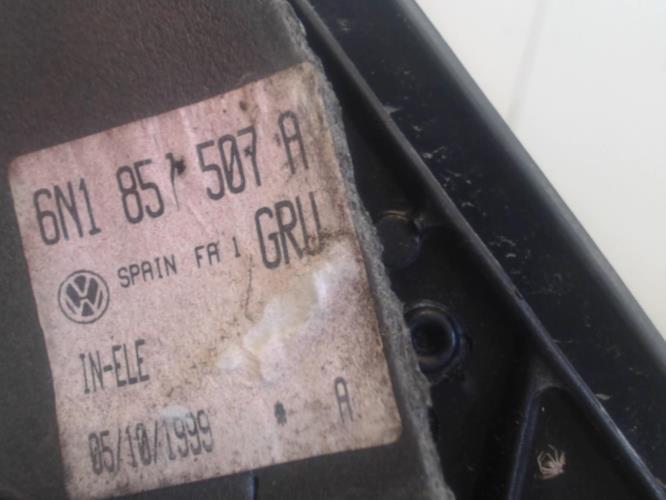 6N1 857 507 A
SPAIN FA 1 GRU
IN-ELE
05/10/1999 * A